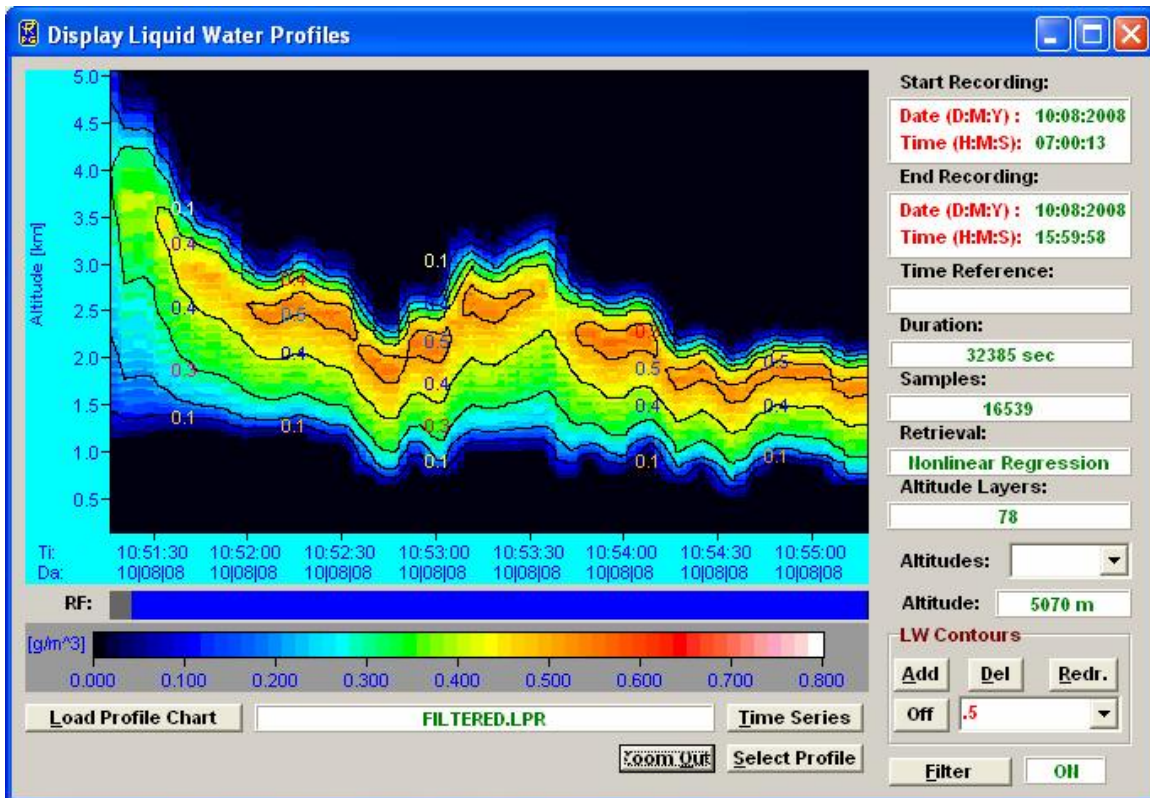 Display Liquid Water Profiles
5.0
4.5
4.0
3.5
3.0
2.5
2.0
1.5
1.0
0.5
Altitude [km]
0.1
0.4
0.1
0.4
0.4
0.5
0.5
0.5
0.4
0.5
0.3
0.4
0.4
0.4
0.1
0.1
0.3
0.1
0.1
0.1
Ti: 10:51:30 10:52:00 10:52:30 10:53:00 10:53:30 10:54:00 10:54:30 10:55:00
Da: 10|08|08 10|08|08 10|08|08 10|08|08 10|08|08 10|08|08 10|08|08 10|08|08
RF:
[g/m^3]
0.000 0.100 0.200 0.300 0.400 0.500 0.600 0.700 0.800
Load Profile Chart FILTERED.LPR Time Series
Zoom Out Select Profile
Start Recording:
Date (D:M:Y) : 10:08:2008
Time (H:M:S): 07:00:13
End Recording:
Date (D:M:Y) : 10:08:2008
Time (H:M:S): 15:59:58
Time Reference:
Duration:
32385 sec
Samples:
16539
Retrieval:
Nonlinear Regression
Altitude Layers:
78
Altitudes:
Altitude: 5070 m
LW Contours
Add Del Redr.
Off .5
Filter ON